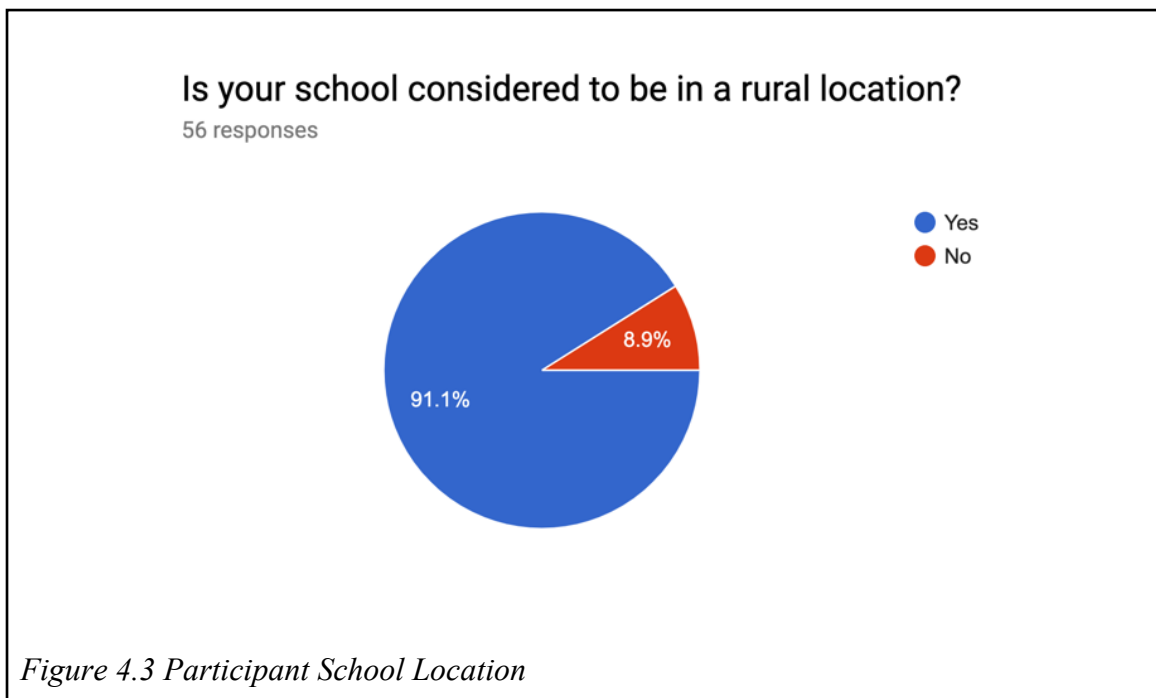 Is your school considered to be in a rural location?
56 responses
Yes
No
8.9%
91.1%
Figure 4.3 Participant School Location